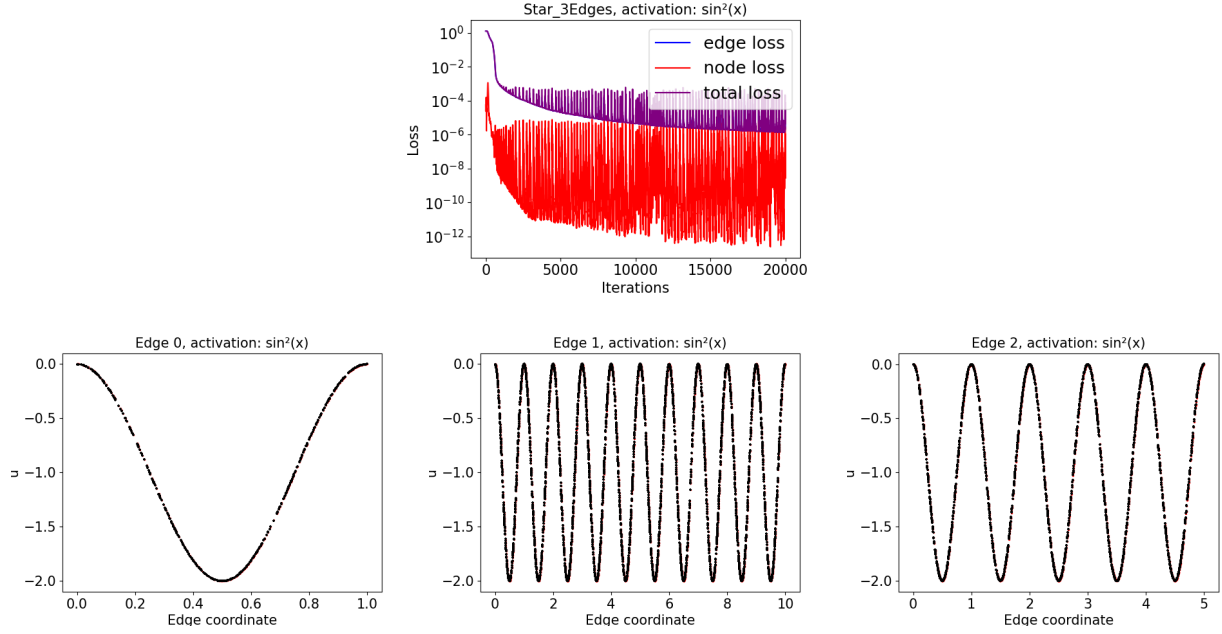 Star_3Edges, activation: sin²(x)
10⁰
10⁻²
10⁻⁴
10⁻⁶
10⁻⁸
10⁻¹⁰
10⁻¹²
Loss
edge loss
node loss
total loss
0 5000 10000 15000 20000
Iterations
Edge 0, activation: sin²(x)
0.0
−0.5
−1.0
−1.5
−2.0
u
0.0 0.2 0.4 0.6 0.8 1.0
Edge coordinate
Edge 1, activation: sin²(x)
0.0
−0.5
−1.0
−1.5
−2.0
u
0 2 4 6 8 10
Edge coordinate
Edge 2, activation: sin²(x)
0.0
−0.5
−1.0
−1.5
−2.0
u
0 1 2 3 4 5
Edge coordinate